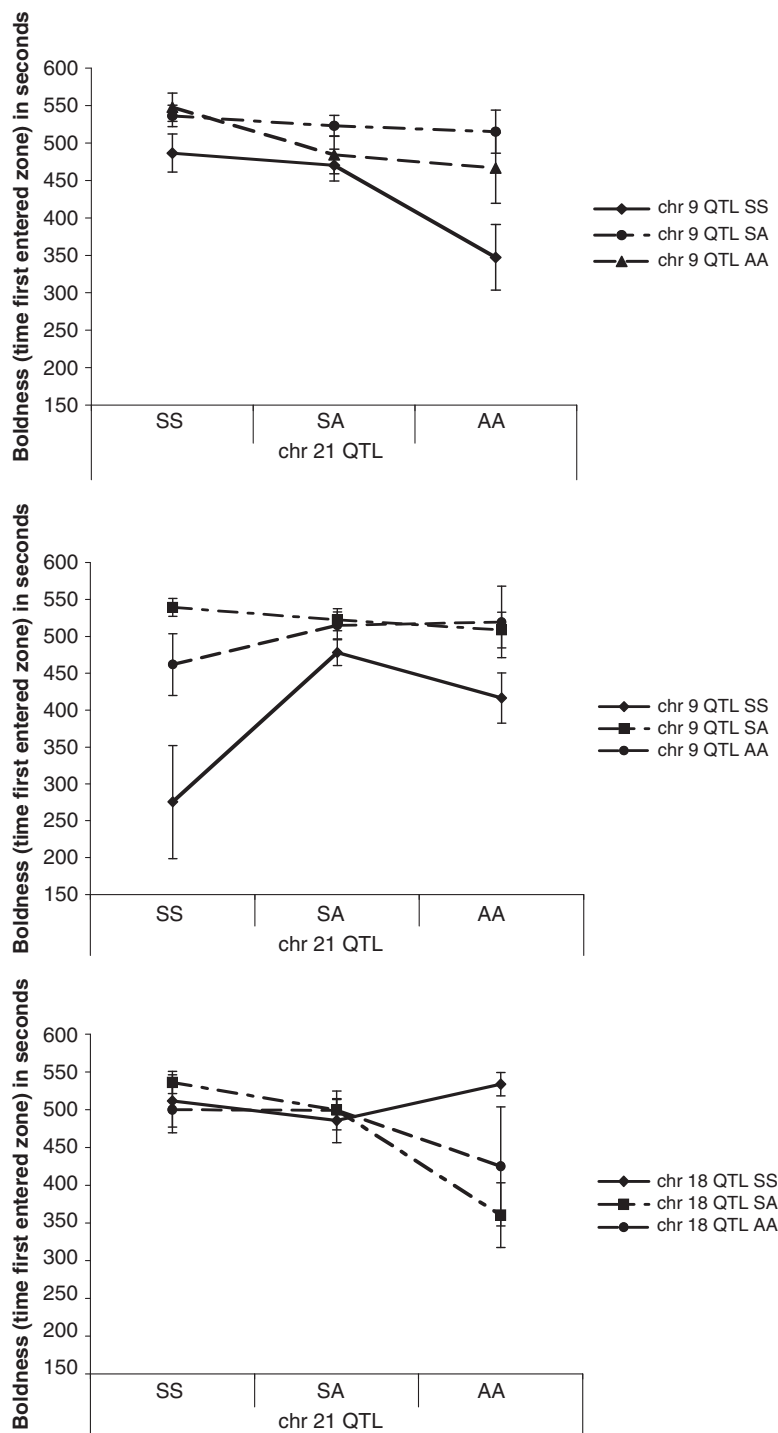 Boldness (time first entered zone) in seconds
600
550
500
450
400
350
300
250
200
150
SS SA AA
chr 21 QTL
chr 9 QTL SS
chr 9 QTL SA
chr 9 QTL AA
Boldness (time first entered zone) in seconds
600
550
500
450
400
350
300
250
200
150
SS SA AA
chr 21 QTL
chr 9 QTL SS
chr 9 QTL SA
chr 9 QTL AA
Boldness (time first entered zone) in seconds
600
550
500
450
400
350
300
250
200
150
SS SA AA
chr 21 QTL
chr 18 QTL SS
chr 18 QTL SA
chr 18 QTL AA